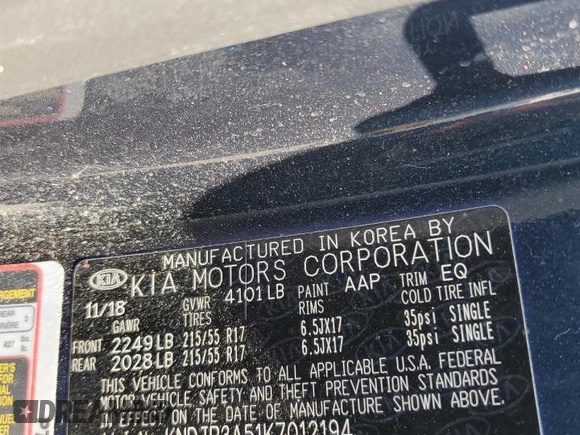 MANUFACTURED IN KOREA BY
KIA KIA MOTORS CORPORATION
11/18 GVWR 4101LB PAINT AAP TRIM EQ
GAWR TIRES RIMS COLD TIRE INFL
FRONT 2249LB 215/55 R17 6.5JX17 35psi SINGLE
REAR 2028LB 215/55 R17 6.5JX17 35psi SINGLE
THIS VEHICLE CONFORMS TO ALL APPLICABLE U.S.A. FEDERAL
MOTOR VEHICLE SAFETY AND THEFT PREVENTION STANDARDS
IN EFFECT ON THE DATE OF MANUFACTURE SHOWN ABOVE.